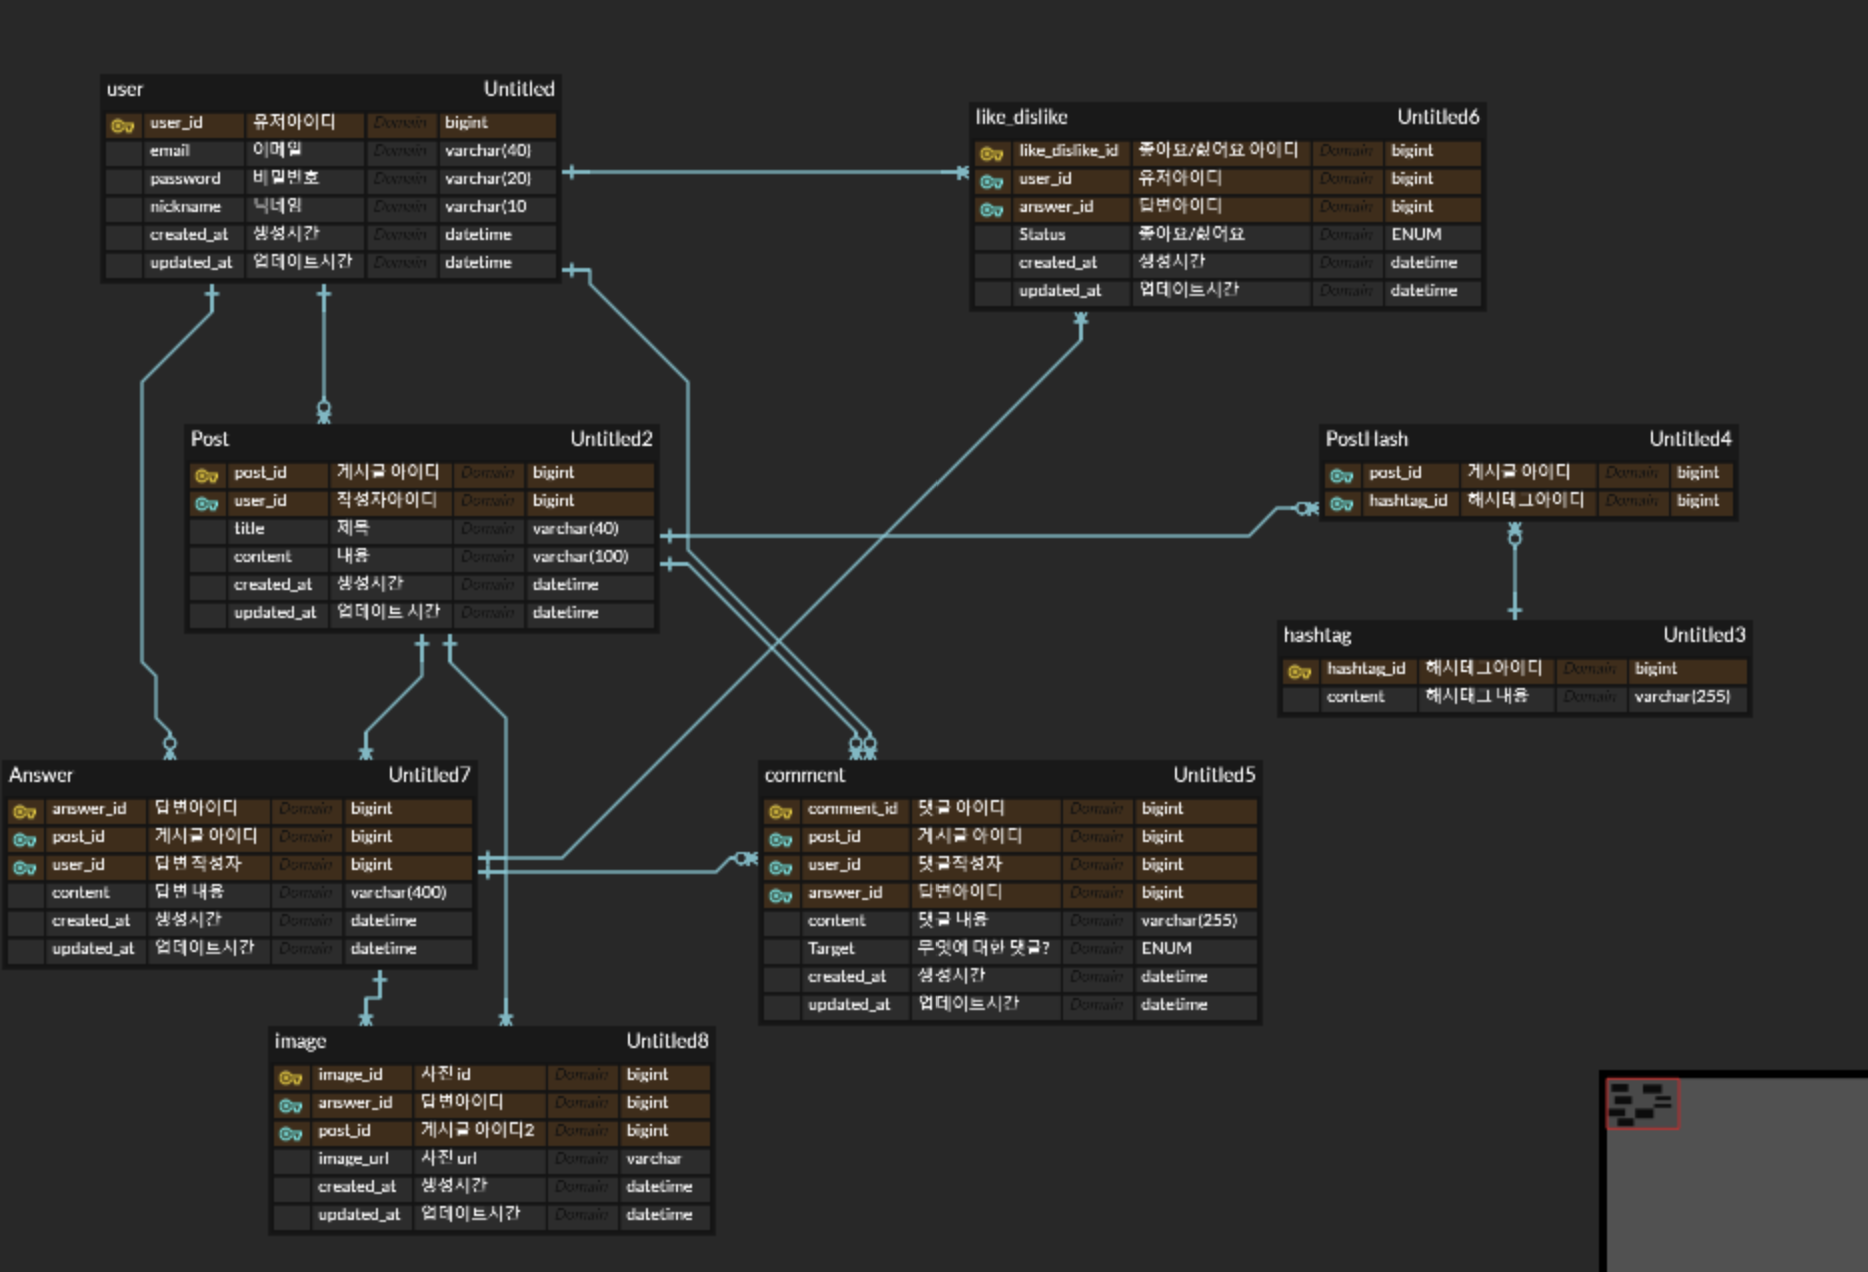 user Untitled
user_id 유저아이디 Domain bigint
email 이메일 Domain varchar(40)
password 비밀번호 Domain varchar(20)
nickname 닉네임 Domain varchar(10
created_at 생성시간 Domain datetime
updated_at 업데이트시간 Domain datetime
like_dislike Untitled6
like_dislike_id 좋아요/싫어요 아이디 Domain bigint
user_id 유저아이디 Domain bigint
answer_id 답변아이디 Domain bigint
Status 좋아요/싫어요 Domain ENUM
created_at 생성시간 Domain datetime
updated_at 업데이트시간 Domain datetime
Post Untitled2
post_id 게시글 아이디 Domain bigint
user_id 작성자아이디 Domain bigint
title 제목 Domain varchar(40)
content 내용 Domain varchar(100)
created_at 생성시간 Domain datetime
updated_at 업데이트 시간 Domain datetime
PostHash Untitled4
post_id 게시글 아이디 Domain bigint
hashtag_id 해시테그아이디 Domain bigint
hashtag Untitled3
hashtag_id 해시테그아이디 Domain bigint
content 해시태그 내용 Domain varchar(255)
Answer Untitled7
answer_id 답변아이디 Domain bigint
post_id 게시글 아이디 Domain bigint
user_id 답변 작성자 Domain bigint
content 답변 내용 Domain varchar(400)
created_at 생성시간 Domain datetime
updated_at 업데이트시간 Domain datetime
comment Untitled5
comment_id 댓글 아이디 Domain bigint
post_id 게시글 아이디 Domain bigint
user_id 댓글작성자 Domain bigint
answer_id 답변아이디 Domain bigint
content 댓글 내용 Domain varchar(255)
Target 무엇에 대한 댓글? Domain ENUM
created_at 생성시간 Domain datetime
updated_at 업데이트시간 Domain datetime
image Untitled8
image_id 사진 id Domain bigint
answer_id 답변아이디 Domain bigint
post_id 게시글 아이디2 Domain bigint
image_url 사진 url Domain varchar
created_at 생성시간 Domain datetime
updated_at 업데이트시간 Domain datetime